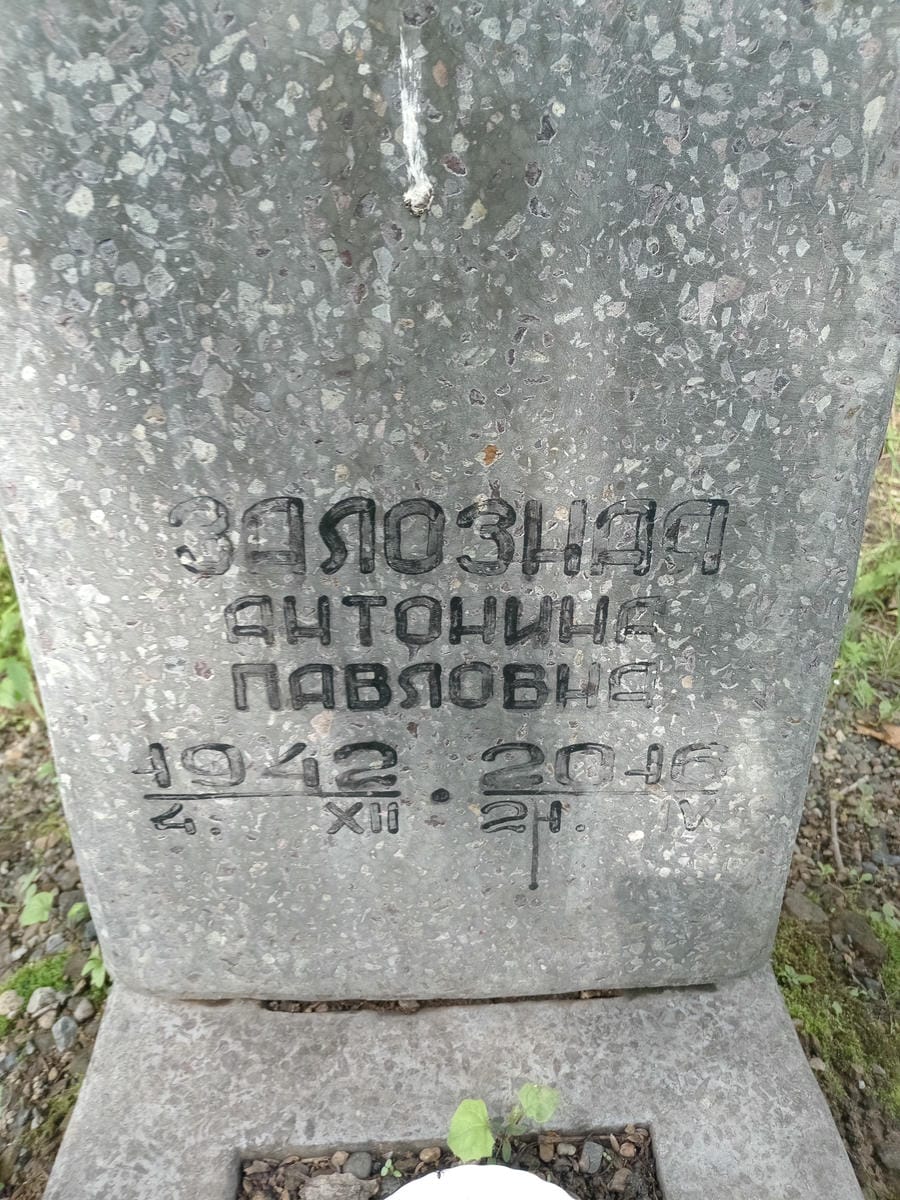 ЗАЛОЗНАЯ
АНТОНИНА
ПАВЛОВНА
1942 • 2016
4. XII 21. IV